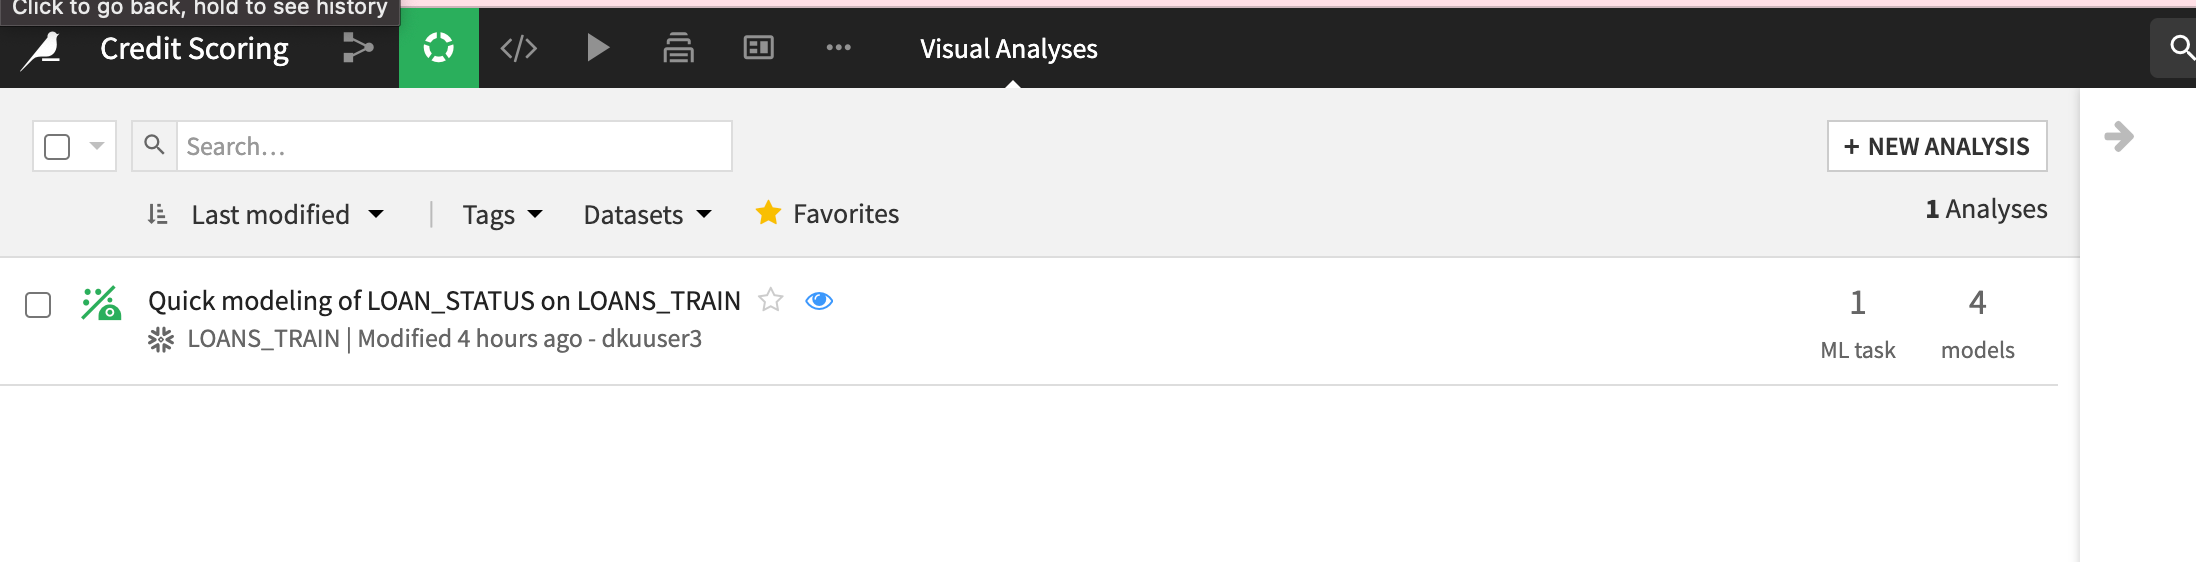 Click to go back, hold to see history
Credit Scoring
</>
Visual Analyses
Search...
+ NEW ANALYSIS
Last modified | Tags Datasets Favorites
1 Analyses
Quick modeling of LOAN_STATUS on LOANS_TRAIN
LOANS_TRAIN | Modified 4 hours ago - dkuuser3
1 ML task
4 models